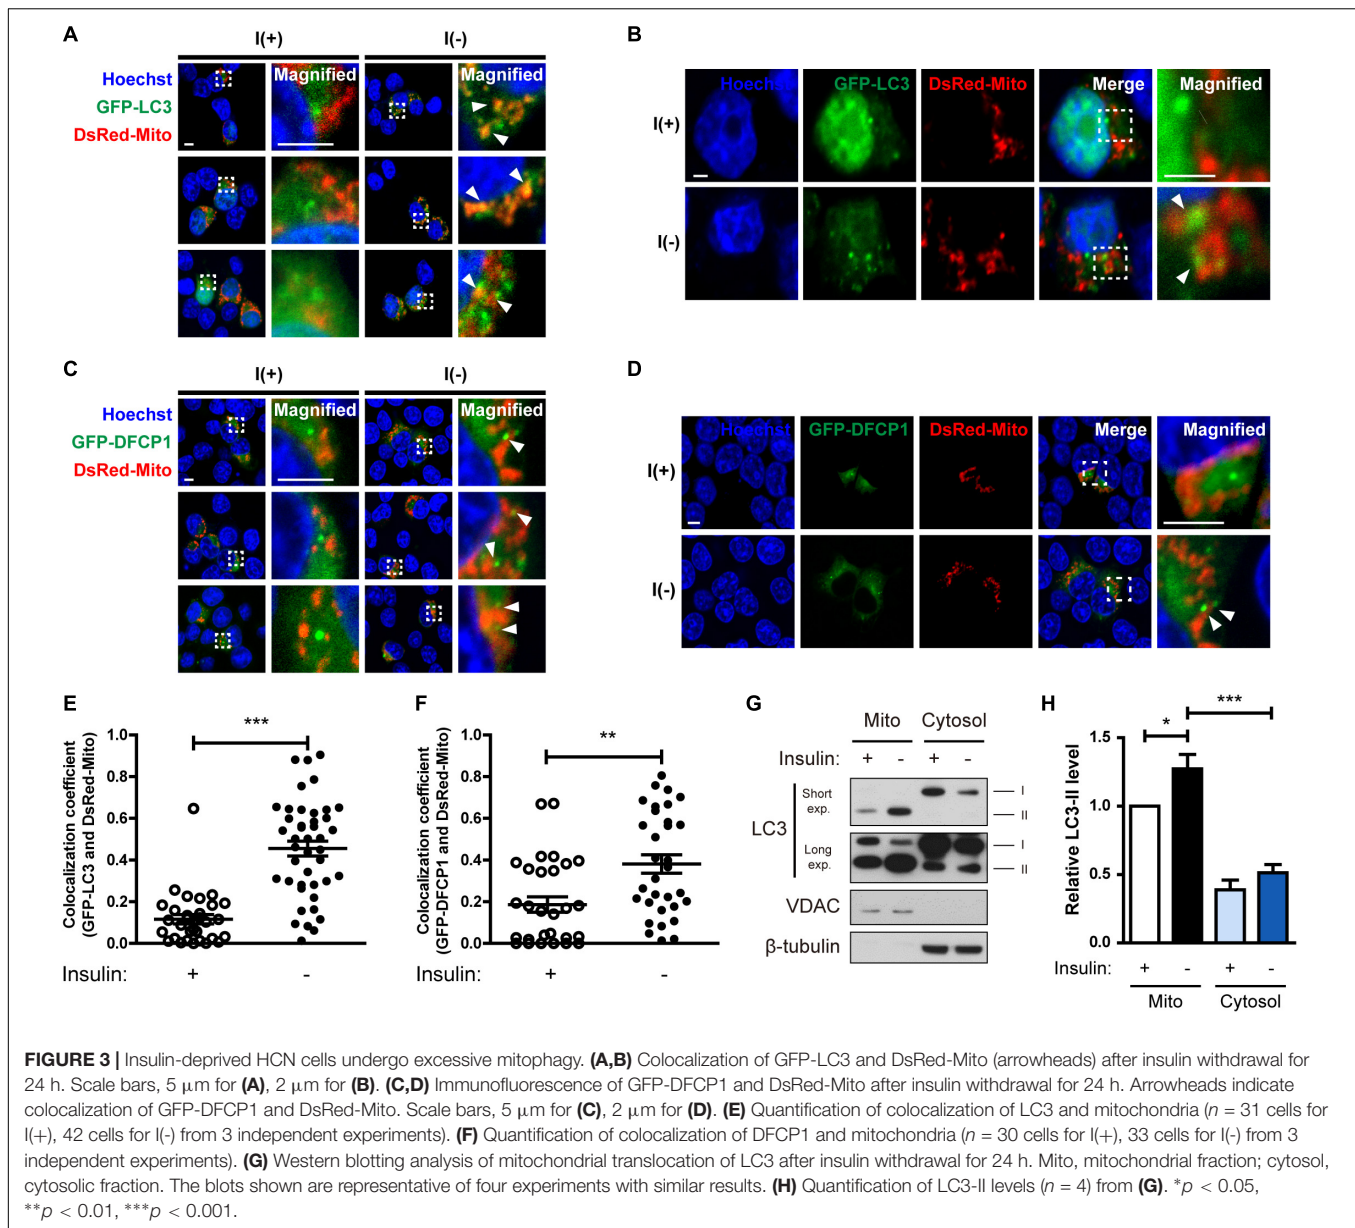 A
I(+)
I(-)
Hoechst
GFP-LC3
DsRed-Mito
Magnified
Magnified
B
Hoechst
GFP-LC3
DsRed-Mito
Merge
Magnified
I(+)
I(-)
C
I(+)
I(-)
Hoechst
GFP-DFCP1
DsRed-Mito
Magnified
Magnified
D
Hoechst
GFP-DFCP1
DsRed-Mito
Merge
Magnified
I(+)
I(-)
E
Colocalization coefficient
(GFP-LC3 and DsRed-Mito)
1.0
0.8
0.6
0.4
0.2
0.0
***
Insulin: + -
F
Colocalization coefficient
(GFP-DFCP1 and DsRed-Mito)
1.0
0.8
0.6
0.4
0.2
0.0
**
Insulin: + -
G
Mito Cytosol
Insulin: + - + -
LC3
Short exp.
I
II
Long exp.
I
II
VDAC
β-tubulin
H
Relative LC3-II level
1.5
1.0
0.5
0.0
*
***
Insulin: + - + -
Mito Cytosol
FIGURE 3 | Insulin-deprived HCN cells undergo excessive mitophagy. (A,B) Colocalization of GFP-LC3 and DsRed-Mito (arrowheads) after insulin withdrawal for
24 h. Scale bars, 5 μm for (A), 2 μm for (B). (C,D) Immunofluorescence of GFP-DFCP1 and DsRed-Mito after insulin withdrawal for 24 h. Arrowheads indicate
colocalization of GFP-DFCP1 and DsRed-Mito. Scale bars, 5 μm for (C), 2 μm for (D). (E) Quantification of colocalization of LC3 and mitochondria (n = 31 cells for
I(+), 42 cells for I(-) from 3 independent experiments). (F) Quantification of colocalization of DFCP1 and mitochondria (n = 30 cells for I(+), 33 cells for I(-) from 3
independent experiments). (G) Western blotting analysis of mitochondrial translocation of LC3 after insulin withdrawal for 24 h. Mito, mitochondrial fraction; cytosol,
cytosolic fraction. The blots shown are representative of four experiments with similar results. (H) Quantification of LC3-II levels (n = 4) from (G). *p < 0.05,
**p < 0.01, ***p < 0.001.